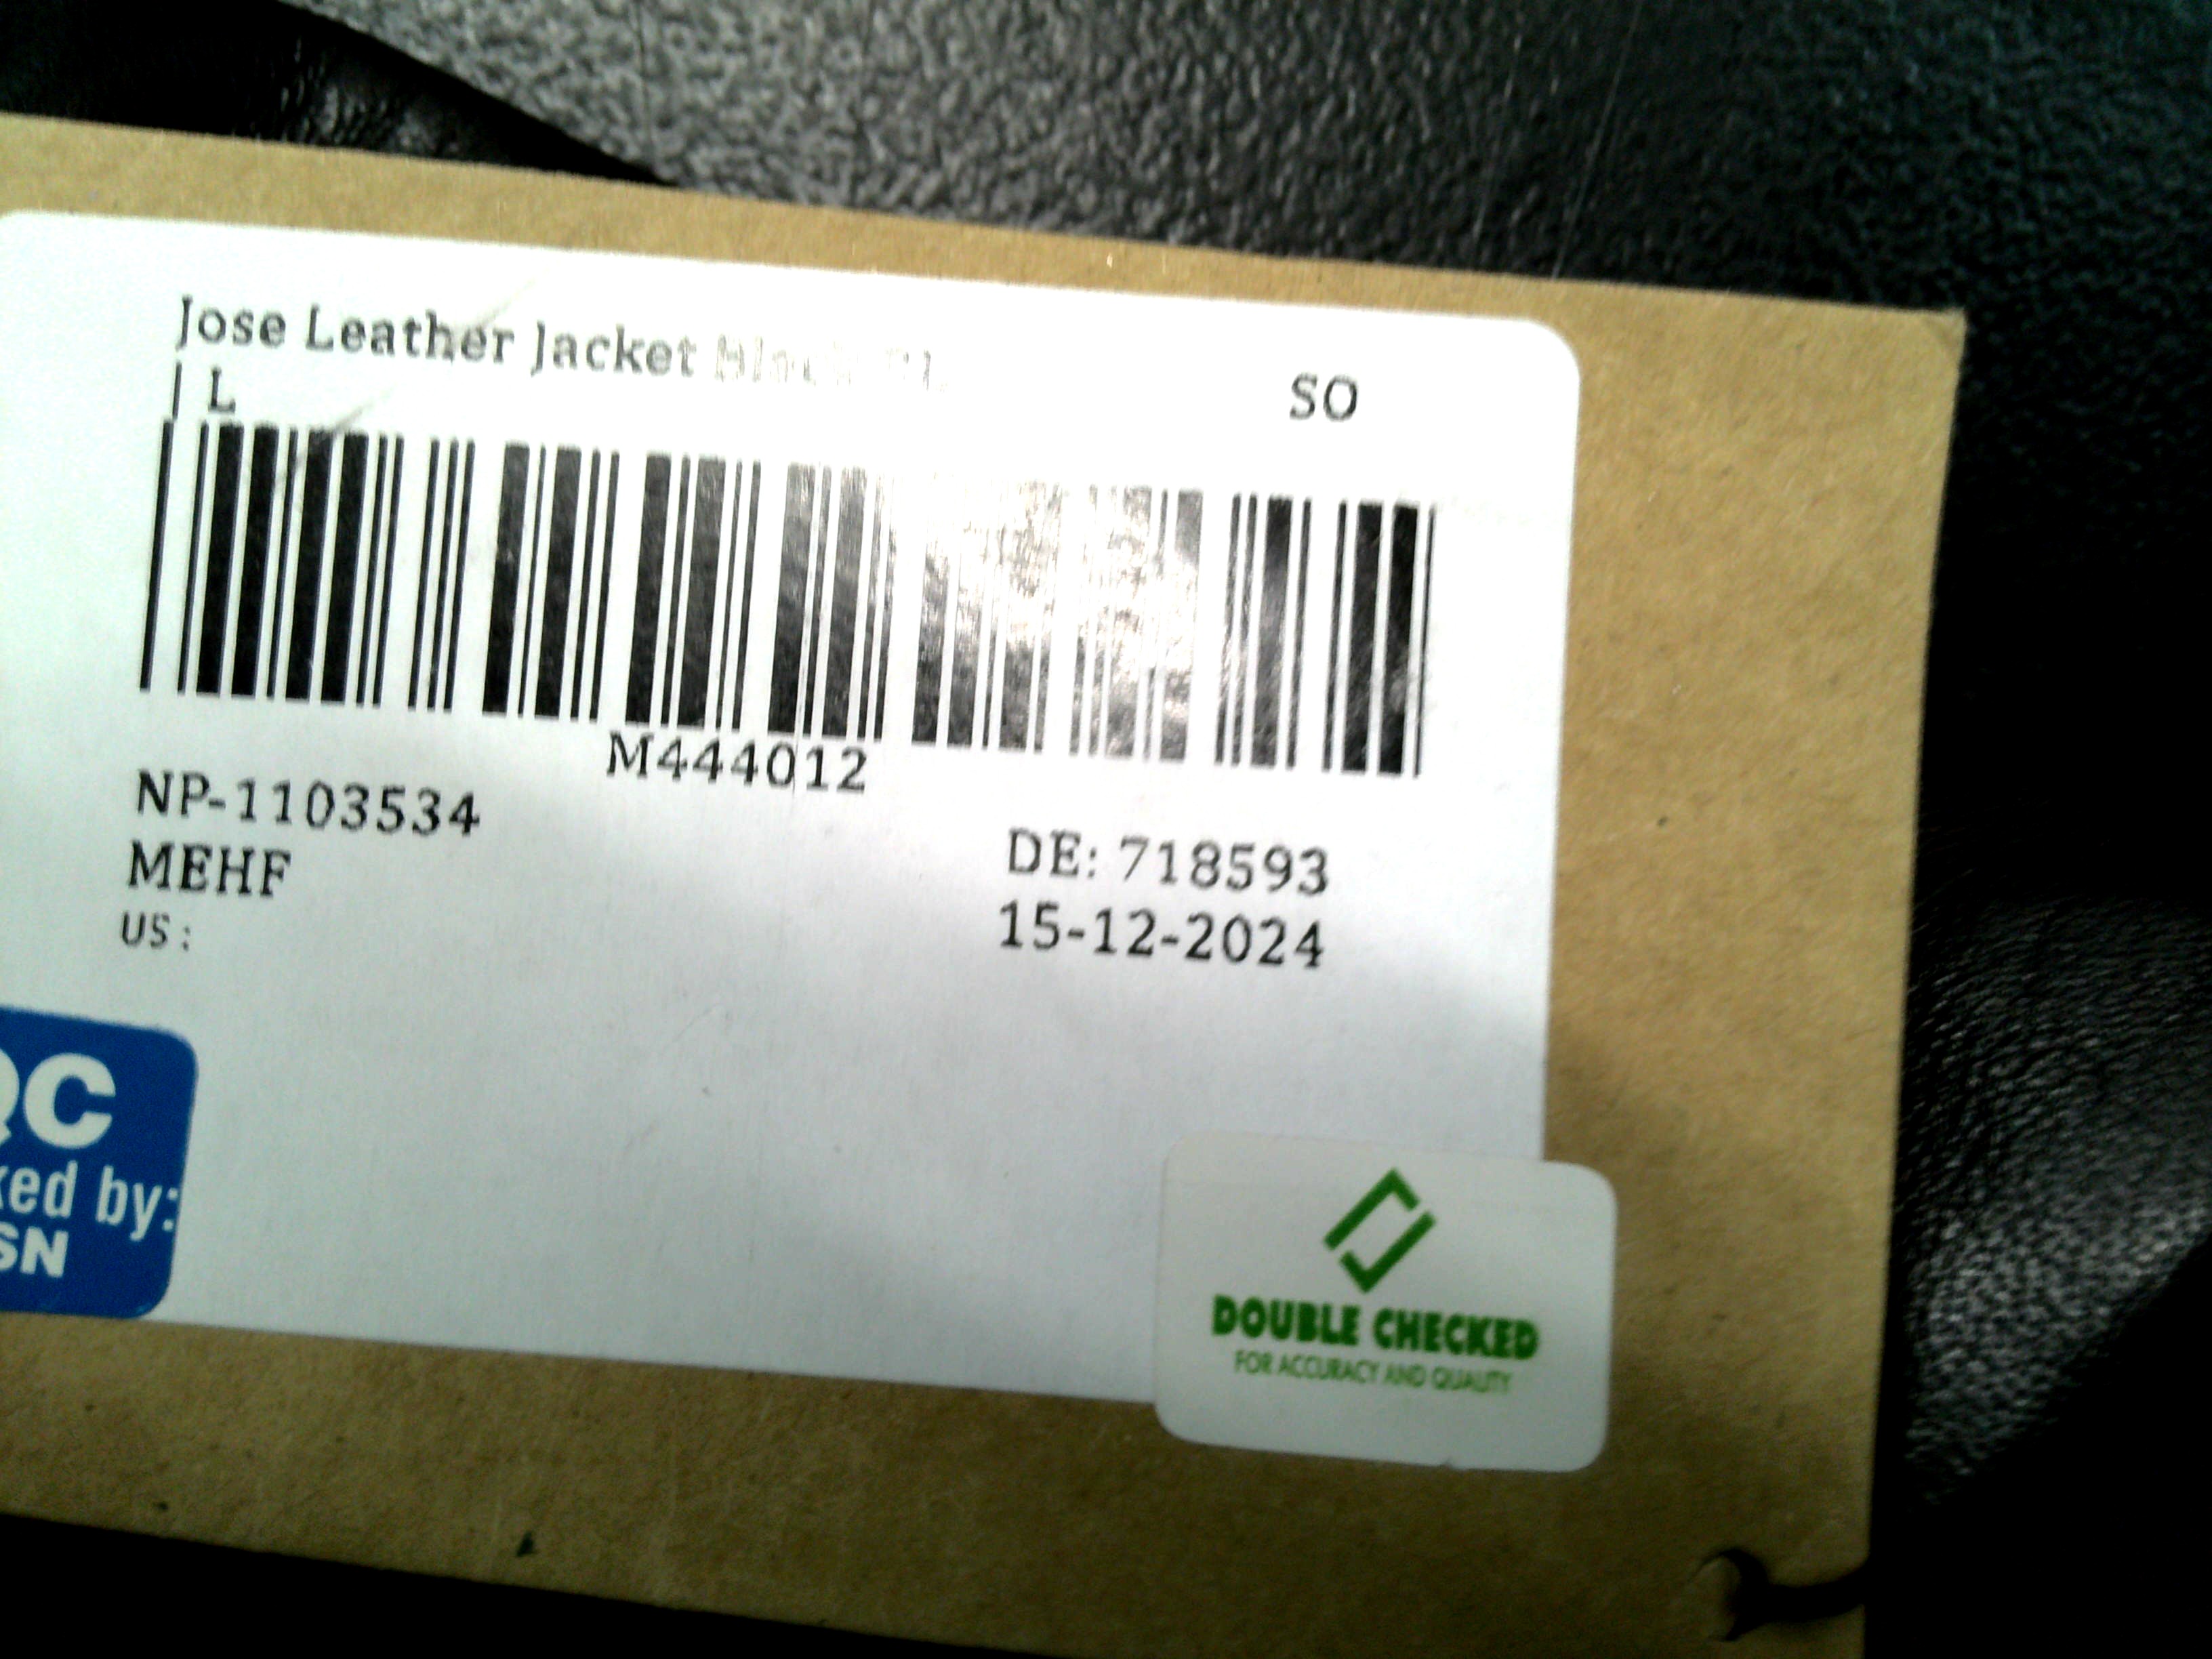 Jose Leather Jacket
| L
SO
M444012
NP-1103534
MEHF
US :
DE: 718593
15-12-2024
QC
ked by:
SN
DOUBLE CHECKED
FOR ACCURACY AND QUALITY